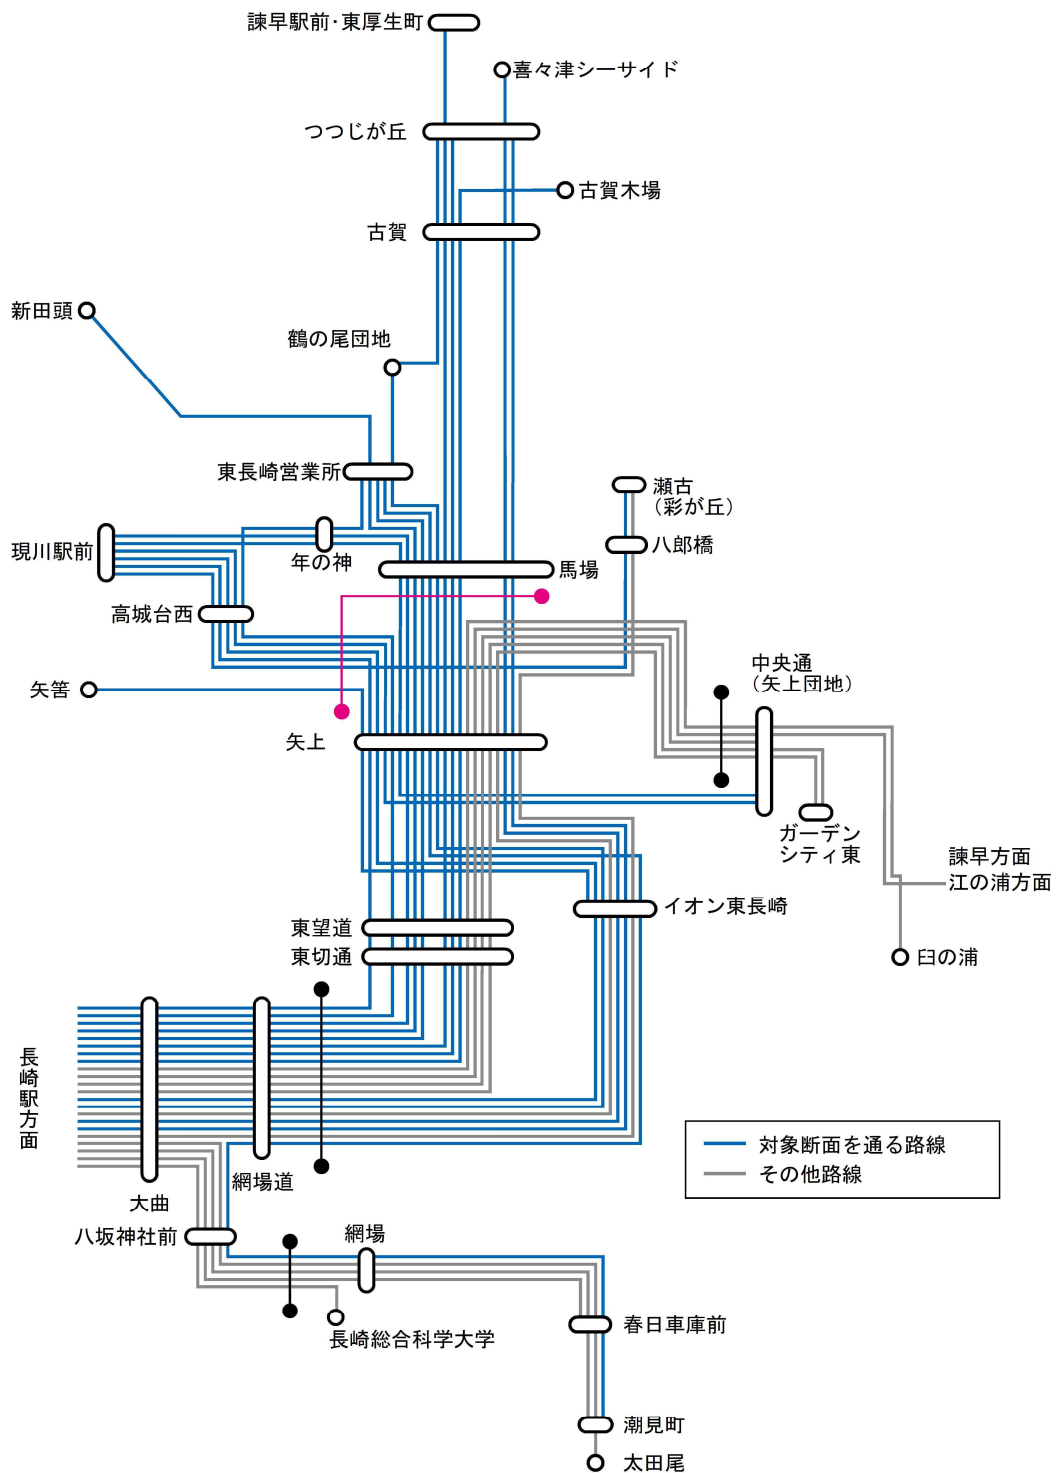 諫早駅前・東厚生町
喜々津シーサイド
つつじが丘
古賀木場
古賀
新田頭
鶴の尾団地
東長崎営業所
瀬古
（彩が丘）
八郎橋
現川駅前
年の神
馬場
高城台西
中央通
（矢上団地）
矢筈
矢上
ガーデン
シティ東
諫早方面
江の浦方面
イオン東長崎
東望道
東切通
臼の浦
長崎駅方面
対象断面を通る路線
その他路線
網場道
大曲
八坂神社前
網場
長崎総合科学大学
春日車庫前
潮見町
太田尾